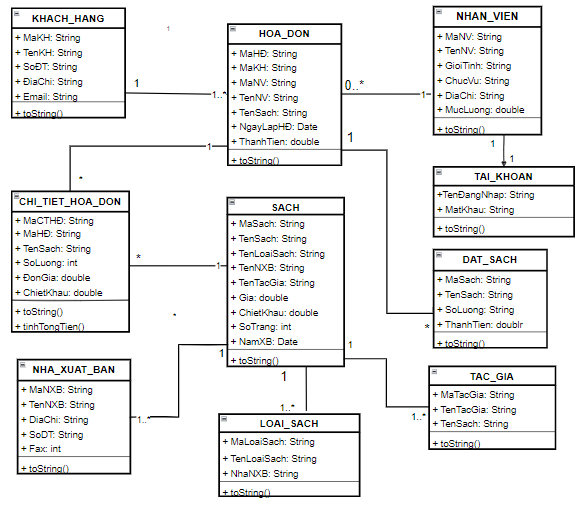 KHACH_HANG
+ MaKH: String
+ TenKH: String
+ SoĐT: String
+ ĐiaChi: String
+ Email: String
+ toString()
1
HOA_DON
+ MaHĐ: String
+ MaKH: String
+ MaNV: String
+ TenNV: String
+ TenSach: String
+ NgayLapHĐ: Date
+ ThanhTien: double
+ toString()
NHAN_VIEN
+ MaNV: String
+ TenNV: String
+ GioiTinh: String
+ ChucVu: String
+ DiaChi: String
+ MucLuong: double
+ toString()
1
1..*
0..*
1
1
1
1
1
TAI_KHOAN
+TenĐangNhap: String
+ MatKhau: String
+ toString()
*
CHI_TIET_HOA_DON
+ MaCTHĐ: String
+ MaHĐ: String
+ TenSach: String
+ SoLuong: int
+ ĐonGia: double
+ ChietKhau: double
+ toString()
+ tinhTongTien()
*
1
SACH
+ MaSach: String
+ TenSach: String
+ TenLoaiSach: String
+ TenNXB: String
+ TenTacGia: String
+ Gia: double
+ ChietKhau: double
+ SoTrang: int
+ NamXB: Date
+ toString()
DAT_SACH
+ MaSach: String
+ TenSach: String
+ SoLuong: String
+ ThanhTien: doublr
+ toString()
*
*
1
1
1
NHA_XUAT_BAN
+ MaNXB: String
+ TenNXB: String
+ DiaChi: String
+ SoDT: String
+ Fax: int
+ toString()
1..*
1..*
1..*
LOAI_SACH
+ MaLoaiSach: String
+ TenLoaiSach: String
+ NhaNXB: String
+ toString()
TAC_GIA
+ MaTacGia: String
+ TenTacGia: String
+ TenSach: String
+ toString()